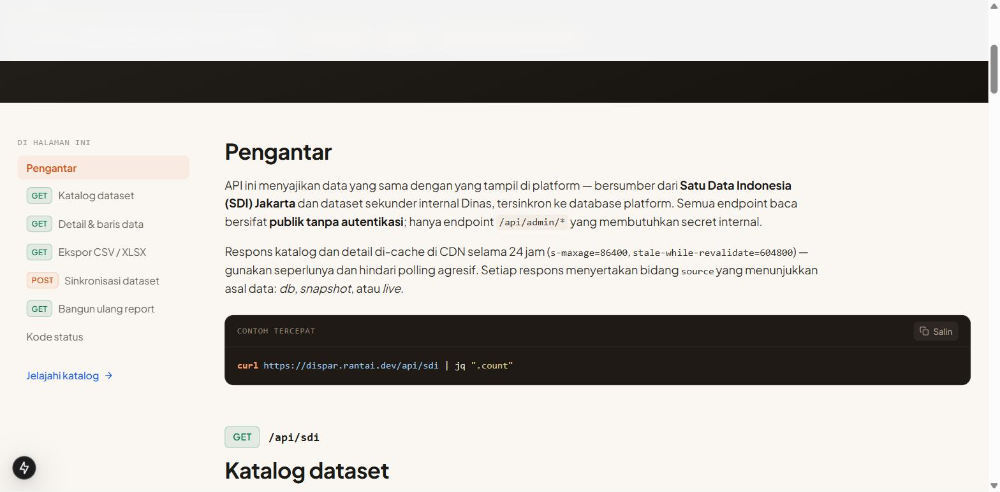 DI HALAMAN INI
Pengantar
GET Katalog dataset
GET Detail & baris data
GET Ekspor CSV / XLSX
POST Sinkronisasi dataset
GET Bangun ulang report
Kode status
Jelajahi katalog →
Pengantar
API ini menyajikan data yang sama dengan yang tampil di platform — bersumber dari Satu Data Indonesia
(SDI) Jakarta dan dataset sekunder internal Dinas, tersinkron ke database platform. Semua endpoint baca
bersifat publik tanpa autentikasi; hanya endpoint /api/admin/* yang membutuhkan secret internal.
Respons katalog dan detail di-cache di CDN selama 24 jam (s-maxage=86400, stale-while-revalidate=604800) —
gunakan seperlunya dan hindari polling agresif. Setiap respons menyertakan bidang source yang menunjukkan
asal data: db, snapshot, atau live.
CONTOH TERCEPAT
Salin
curl https://dispar.rantai.dev/api/sdi | jq ".count"
GET /api/sdi
Katalog dataset